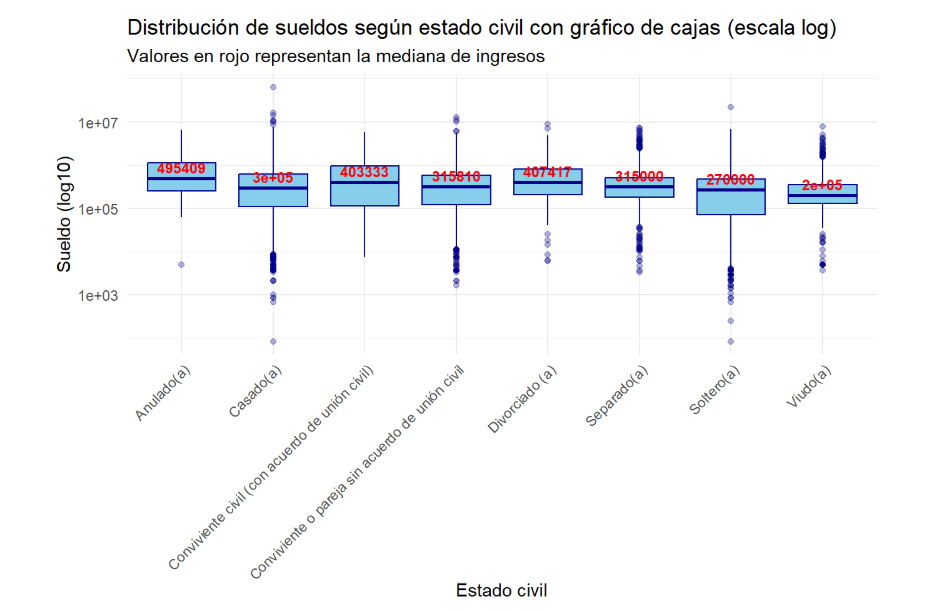 Distribución de sueldos según estado civil con gráfico de cajas (escala log)
Valores en rojo representan la mediana de ingresos
Sueldo (log10)
1e+07
1e+05
1e+03
495409
3e+05
403333
315810
407417
315000
270000
2e+05
Anulado(a)
Casado(a)
Conviviente civil (con acuerdo de unión civil)
Conviviente o pareja sin acuerdo de unión civil
Divorciado (a)
Separado(a)
Soltero(a)
Viudo(a)
Estado civil